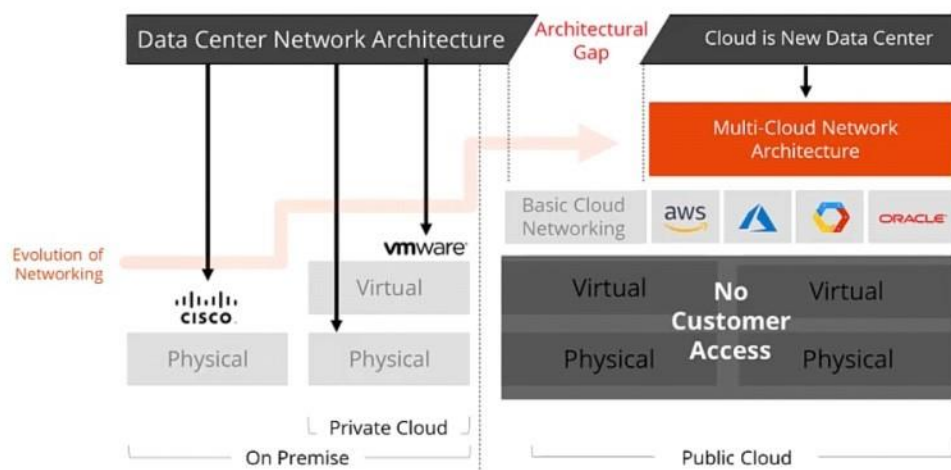 Data Center Network Architecture
Architectural
Gap
Cloud is New Data Center
Multi-Cloud Network
Architecture
Basic Cloud
Networking
aws
ORACLE
Evolution of
Networking
vmware
CISCO
Virtual
Physical
Physical
Virtual
Virtual
No
Customer
Access
Physical
Physical
Private Cloud
On Premise
Public Cloud